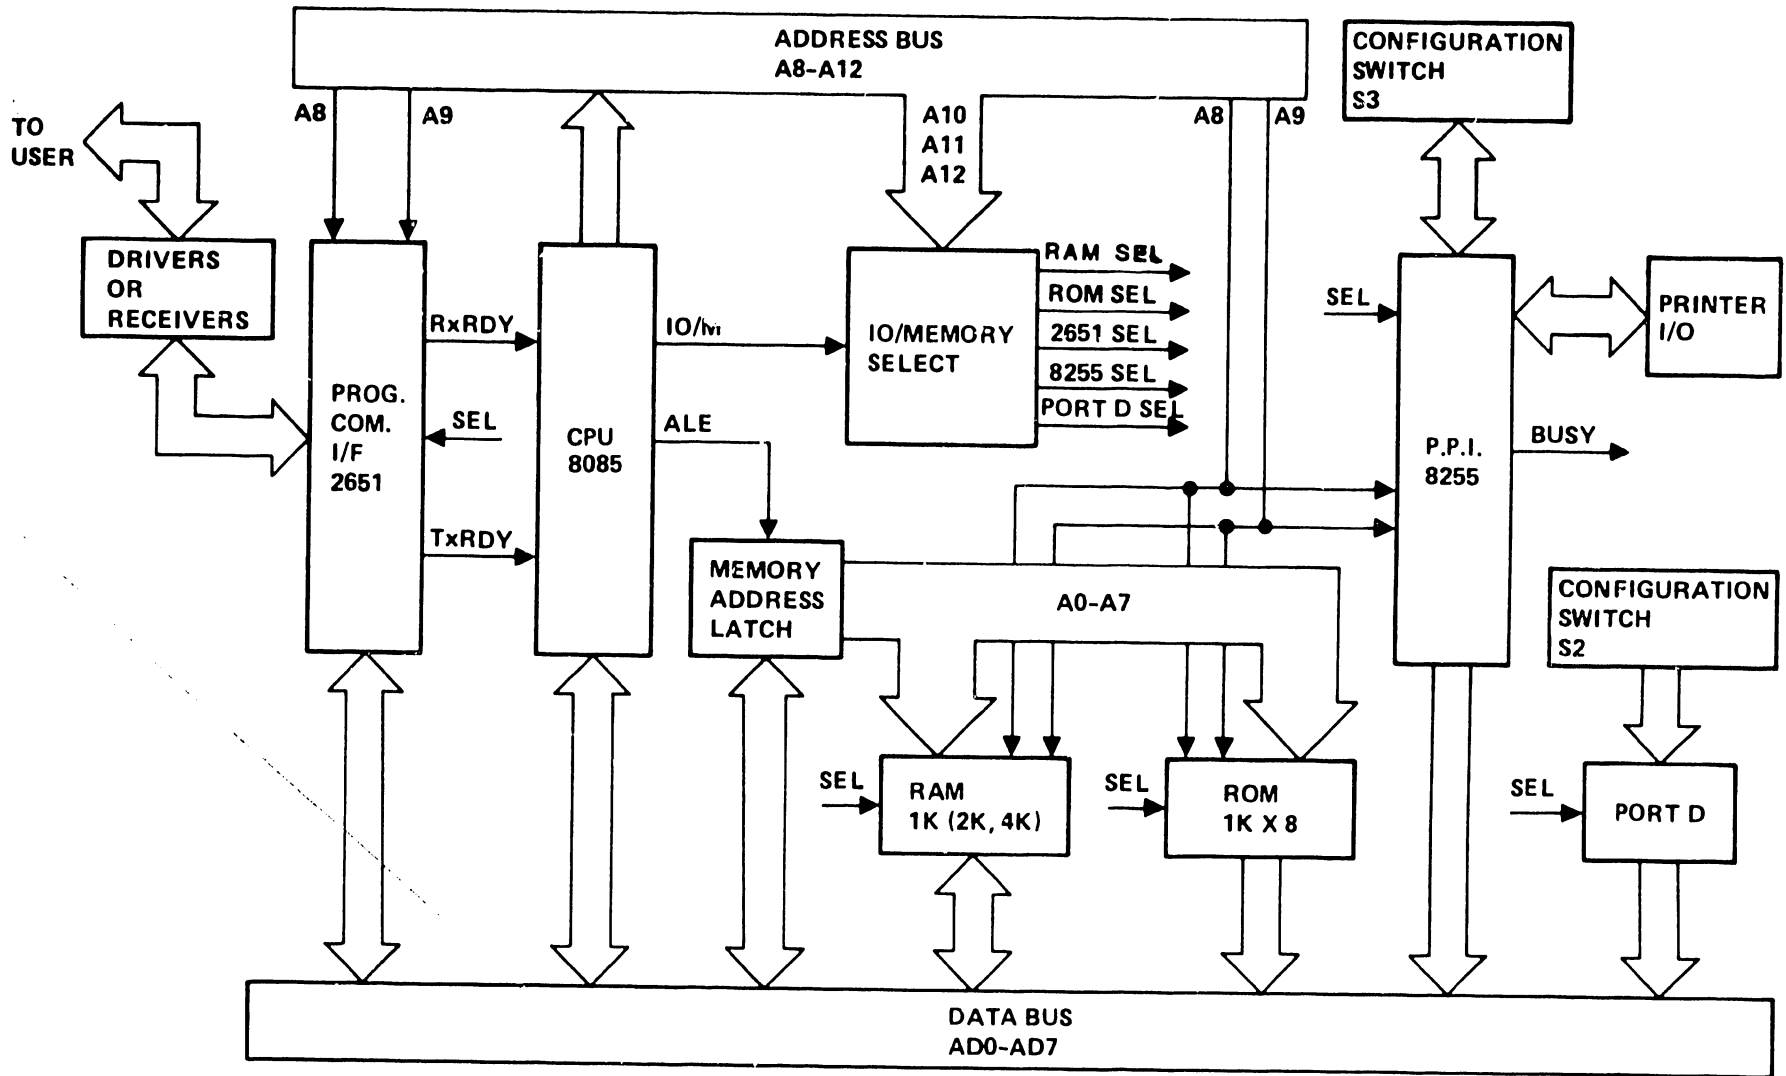 ADDRESS BUS
A8-A12
CONFIGURATION
SWITCH
S3
A8
A9
A10
A11
A12
A8
A9
TO
USER
DRIVERS
OR
RECEIVERS
PROG.
COM.
I/F
2651
RxRDY
SEL
TxRDY
CPU
8085
IO/M
ALE
IO/MEMORY
SELECT
RAM SEL
ROM SEL
2651 SEL
8255 SEL
PORT D SEL
SEL
P.P.I.
8255
PRINTER
I/O
BUSY
MEMORY
ADDRESS
LATCH
A0-A7
CONFIGURATION
SWITCH
S2
SEL
RAM
1K (2K, 4K)
SEL
ROM
1K X 8
SEL
PORT D
DATA BUS
AD0-AD7